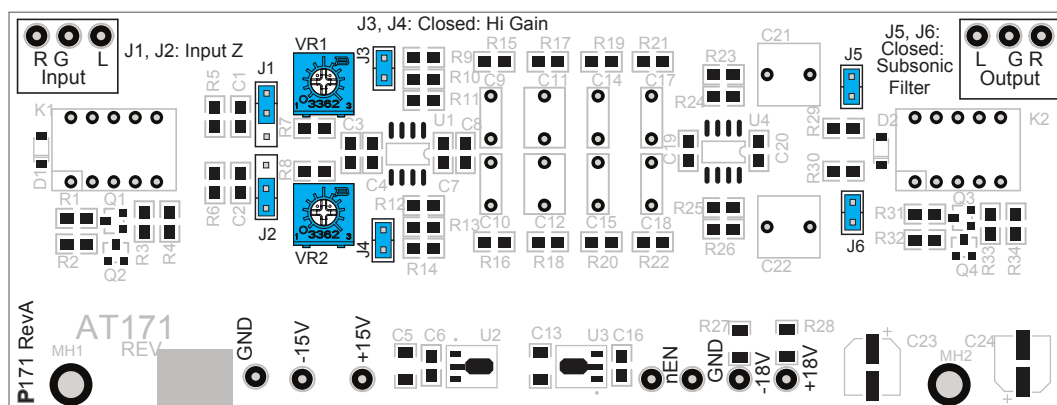 R G L
Input
J1, J2: Input Z
J3, J4: Closed: Hi Gain
J5, J6:
Closed:
Subsonic
Filter
L G R
Output
K1
D1
R5
C1
J1
VR1
1 3362 3
J3
R9
R10
R11
R15
R17
R19
R21
C9
C11
C14
C17
R23
R24
C21
J5
R29
D2
K2
R7
C3
U1
C8
C19
U4
C20
R8
C4
C7
R30
R6
C2
J2
1 3362 3
VR2
J4
R12
R13
R14
C10
C12
C15
C18
R16
R18
R20
R22
R25
R26
C22
J6
R1
R2
Q1
Q2
R3
R4
R31
R32
Q3
Q4
R33
R34
P171 RevA
AT171
REV
MH1
GND
-15V
+15V
C5
C6
U2
C13
U3
C16
nEN
GND
R27
-18V
R28
+18V
+
C23
MH2
C24
+